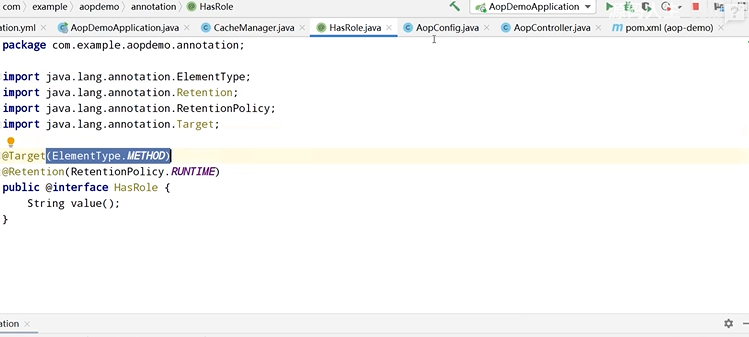 com example aopdemo annotation HasRole AopDemoApplication
ation.yml AopDemoApplication.java CacheManager.java HasRole.java AopConfig.java AopController.java pom.xml (aop-demo)
package com.example.aopdemo.annotation;
import java.lang.annotation.ElementType;
import java.lang.annotation.Retention;
import java.lang.annotation.RetentionPolicy;
import java.lang.annotation.Target;
@Target(ElementType.METHOD)
@Retention(RetentionPolicy.RUNTIME)
public @interface HasRole {
String value();
}
ation